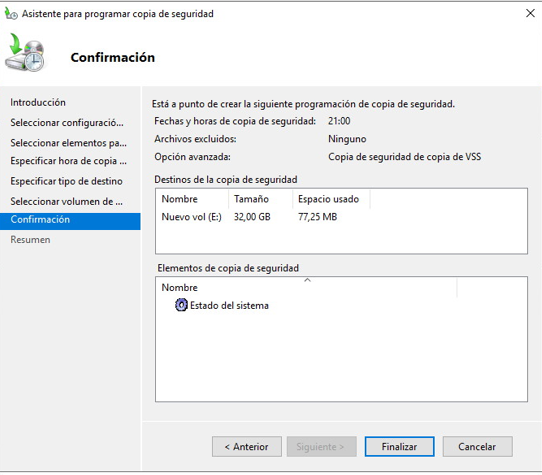 Asistente para programar copia de seguridad
Confirmación
Introducción
Seleccionar configuració...
Seleccionar elementos pa...
Especificar hora de copia ...
Especificar tipo de destino
Seleccionar volumen de ...
Confirmación
Resumen
Está a punto de crear la siguiente programación de copia de seguridad.
Fechas y horas de copia de seguridad: 21:00
Archivos excluidos: Ninguno
Opción avanzada: Copia de seguridad de copia de VSS
Destinos de la copia de seguridad
Nombre Tamaño Espacio usado
Nuevo vol (E:) 32,00 GB 77,25 MB
Elementos de copia de seguridad
Nombre
Estado del sistema
< Anterior Siguiente > Finalizar Cancelar